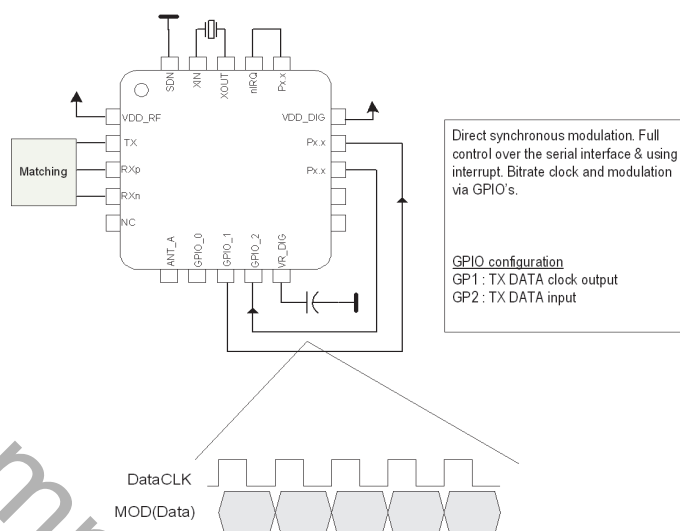 SDN
XIN
XOUT
nIRQ
Px.x
VDD_RF
VDD_DIG
TX
Px.x
Matching
RXp
Px.x
RXn
NC
ANT_A
GPIO_0
GPIO_1
GPIO_2
VR_DIG
Direct synchronous modulation. Full
control over the serial interface & using
interrupt. Bitrate clock and modulation
via GPIO's.
GPIO configuration
GP1 : TX DATA clock output
GP2 : TX DATA input
DataCLK
MOD(Data)